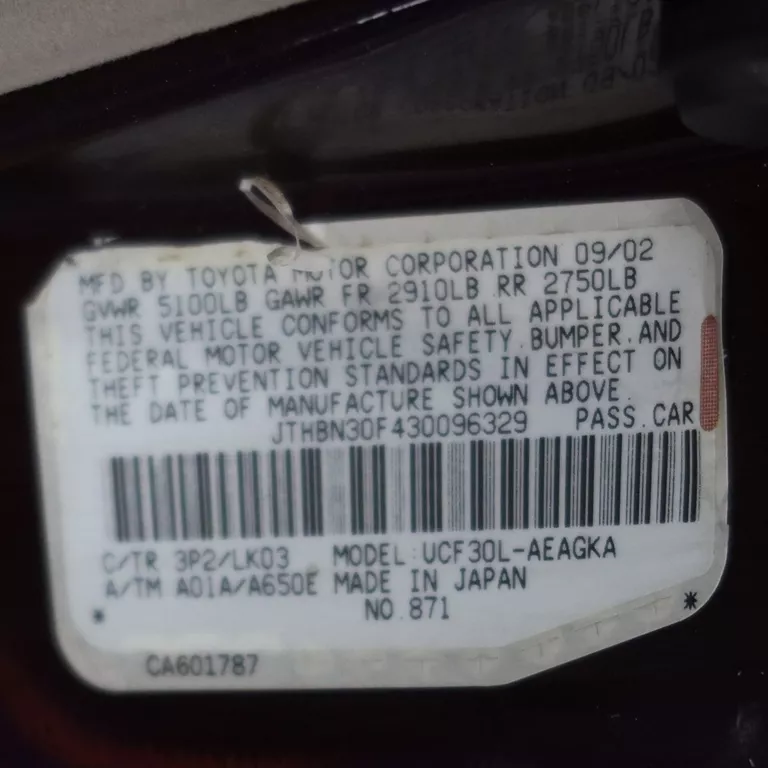 MFD BY TOYOTA MOTOR CORPORATION 09/02
GVWR 5100LB GAWR FR 2910LB RR 2750LB
THIS VEHICLE CONFORMS TO ALL APPLICABLE
FEDERAL MOTOR VEHICLE SAFETY.BUMPER.AND
THEFT PREVENTION STANDARDS IN EFFECT ON
THE DATE OF MANUFACTURE SHOWN ABOVE.
JTHBN30F430096329 PASS.CAR
C/TR 3P2/LK03 MODEL:UCF30L-AEAGKA
A/TM A01A/A650E MADE IN JAPAN
* NO.871 *
CA601787